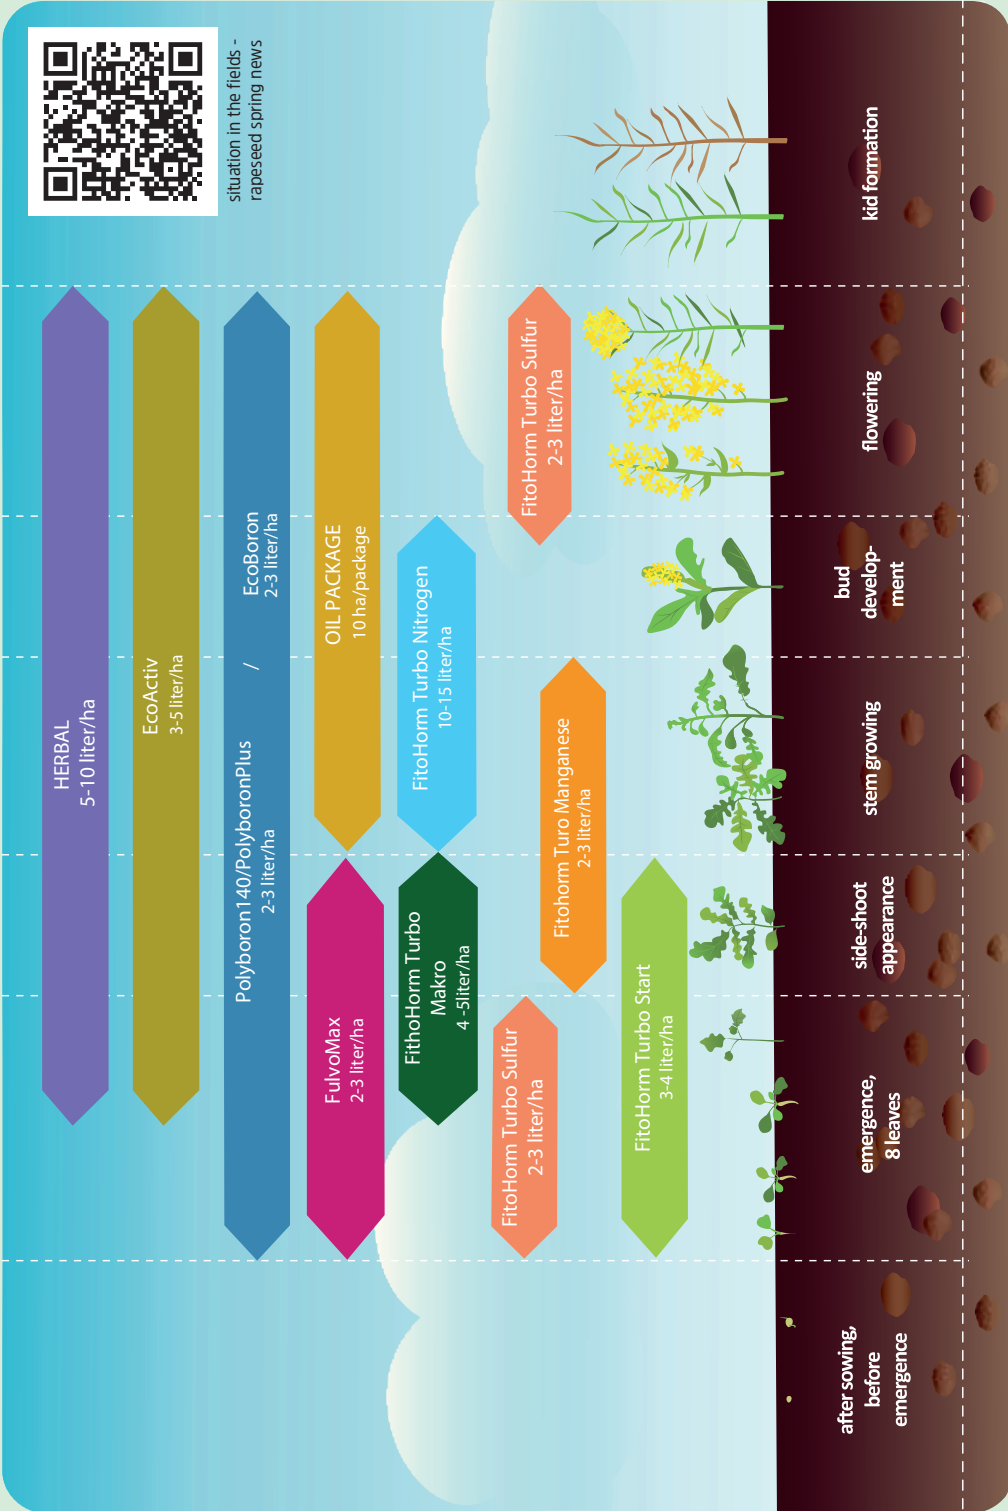 situation in the fields -
rapeseed spring news
HERBAL
5-10 liter/ha
EcoActiv
3-5 liter/ha
Polyboron140/PolyboronPlus / EcoBoron
2-3 liter/ha 2-3 liter/ha
FulvoMax
2-3 liter/ha
OIL PACKAGE
10 ha/package
FithoHorm Turbo
Makro
4 -5liter/ha
FitoHorm Turbo Nitrogen
10-15 liter/ha
FitoHorm Turbo Sulfur
2-3 liter/ha
FitoHorm Turbo Sulfur
2-3 liter/ha
Fitohorm Turo Manganese
2-3 liter/ha
FitoHorm Turbo Start
3-4 liter/ha
after sowing,
before
emergence
emergence,
8 leaves
side-shoot
appearance
stem growing
bud
develop-
ment
flowering
kid formation